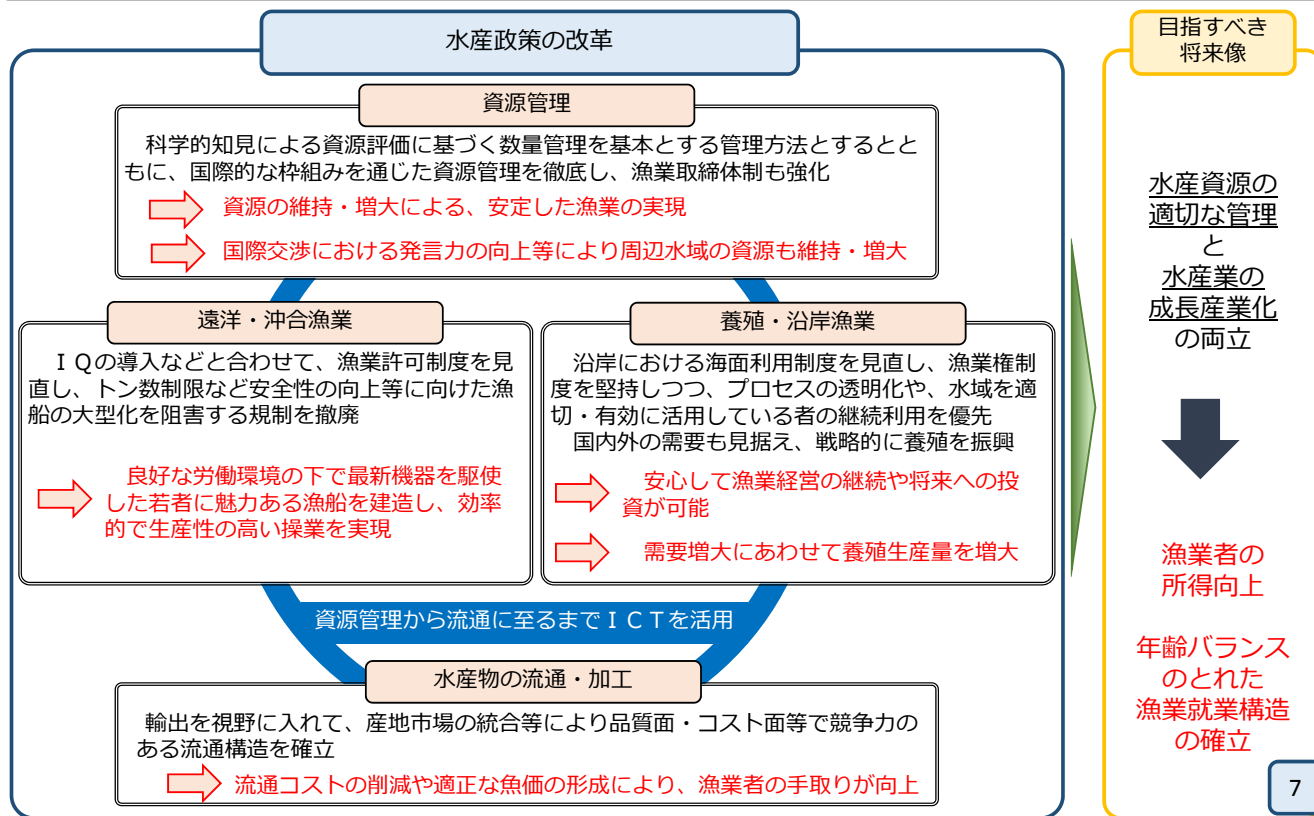 水産政策の改革
資源管理
科学的知見による資源評価に基づく数量管理を基本とする管理方法とするとと
もに、国際的な枠組みを通じた資源管理を徹底し、漁業取締体制も強化
資源の維持・増大による、安定した漁業の実現
国際交渉における発言力の向上等により周辺水域の資源も維持・増大
遠洋・沖合漁業
ＩＱの導入などと合わせて、漁業許可制度を見
直し、トン数制限など安全性の向上等に向けた漁
船の大型化を阻害する規制を撤廃
良好な労働環境の下で最新機器を駆使
した若者に魅力ある漁船を建造し、効率
的で生産性の高い操業を実現
養殖・沿岸漁業
沿岸における海面利用制度を見直し、漁業権制
度を堅持しつつ、プロセスの透明化や、水域を適
切・有効に活用している者の継続利用を優先
国内外の需要も見据え、戦略的に養殖を振興
安心して漁業経営の継続や将来への投
資が可能
需要増大にあわせて養殖生産量を増大
資源管理から流通に至るまでＩＣＴを活用
水産物の流通・加工
輸出を視野に入れて、産地市場の統合等により品質面・コスト面等で競争力の
ある流通構造を確立
流通コストの削減や適正な魚価の形成により、漁業者の手取りが向上
目指すべき
将来像
水産資源の
適切な管理
と
水産業の
成長産業化
の両立
漁業者の
所得向上
年齢バランス
のとれた
漁業就業構造
の確立
7